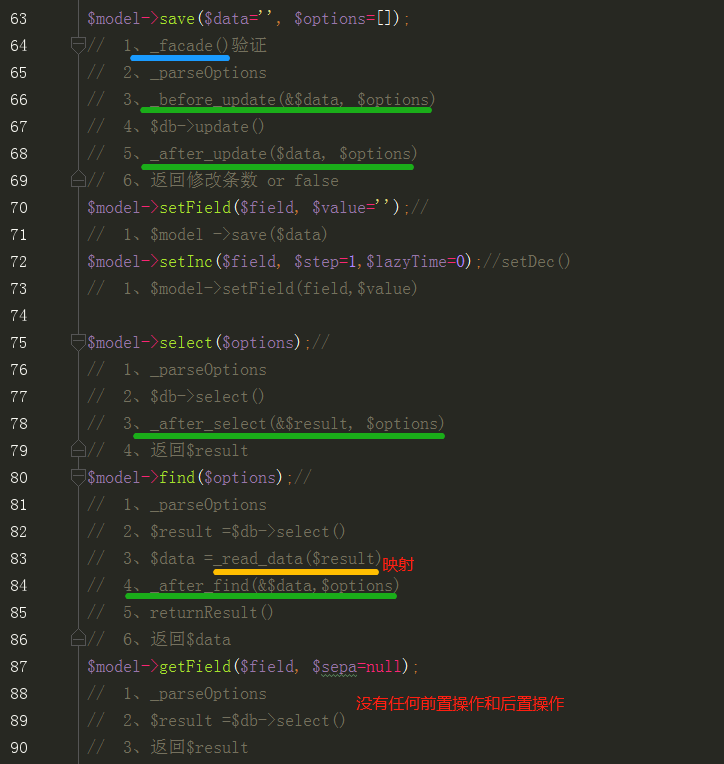 63 $model->save($data='', $options=[]);
64 // 1、_facade()验证
65 // 2、_parseOptions
66 // 3、_before_update(&$data, $options)
67 // 4、$db->update()
68 // 5、_after_update($data, $options)
69 // 6、返回修改条数 or false
70 $model->setField($field, $value='');//
71 // 1、$model ->save($data)
72 $model->setInc($field, $step=1,$lazyTime=0);//setDec()
73 // 1、$model->setField(field,$value)
74
75 $model->select($options);//
76 // 1、_parseOptions
77 // 2、$db->select()
78 // 3、_after_select(&$result, $options)
79 // 4、返回$result
80 $model->find($options);//
81 // 1、_parseOptions
82 // 2、$result =$db->select()
83 // 3、$data =_read_data($result) 映射
84 // 4、_after_find(&$data,$options)
85 // 5、returnResult()
86 // 6、返回$data
87 $model->getField($field, $sepa=null);
88 // 1、_parseOptions 没有任何前置操作和后置操作
89 // 2、$result =$db->select()
90 // 3、返回$result